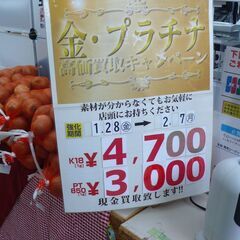 金・プラチナ
高価買取キャンペーン
素材が分からなくてもお気軽に
店頭にお持ちください
強化期間 1.28(金)〜2.7(月)
K18 ¥4,700
PT850 ¥3,000
現金買取致します!